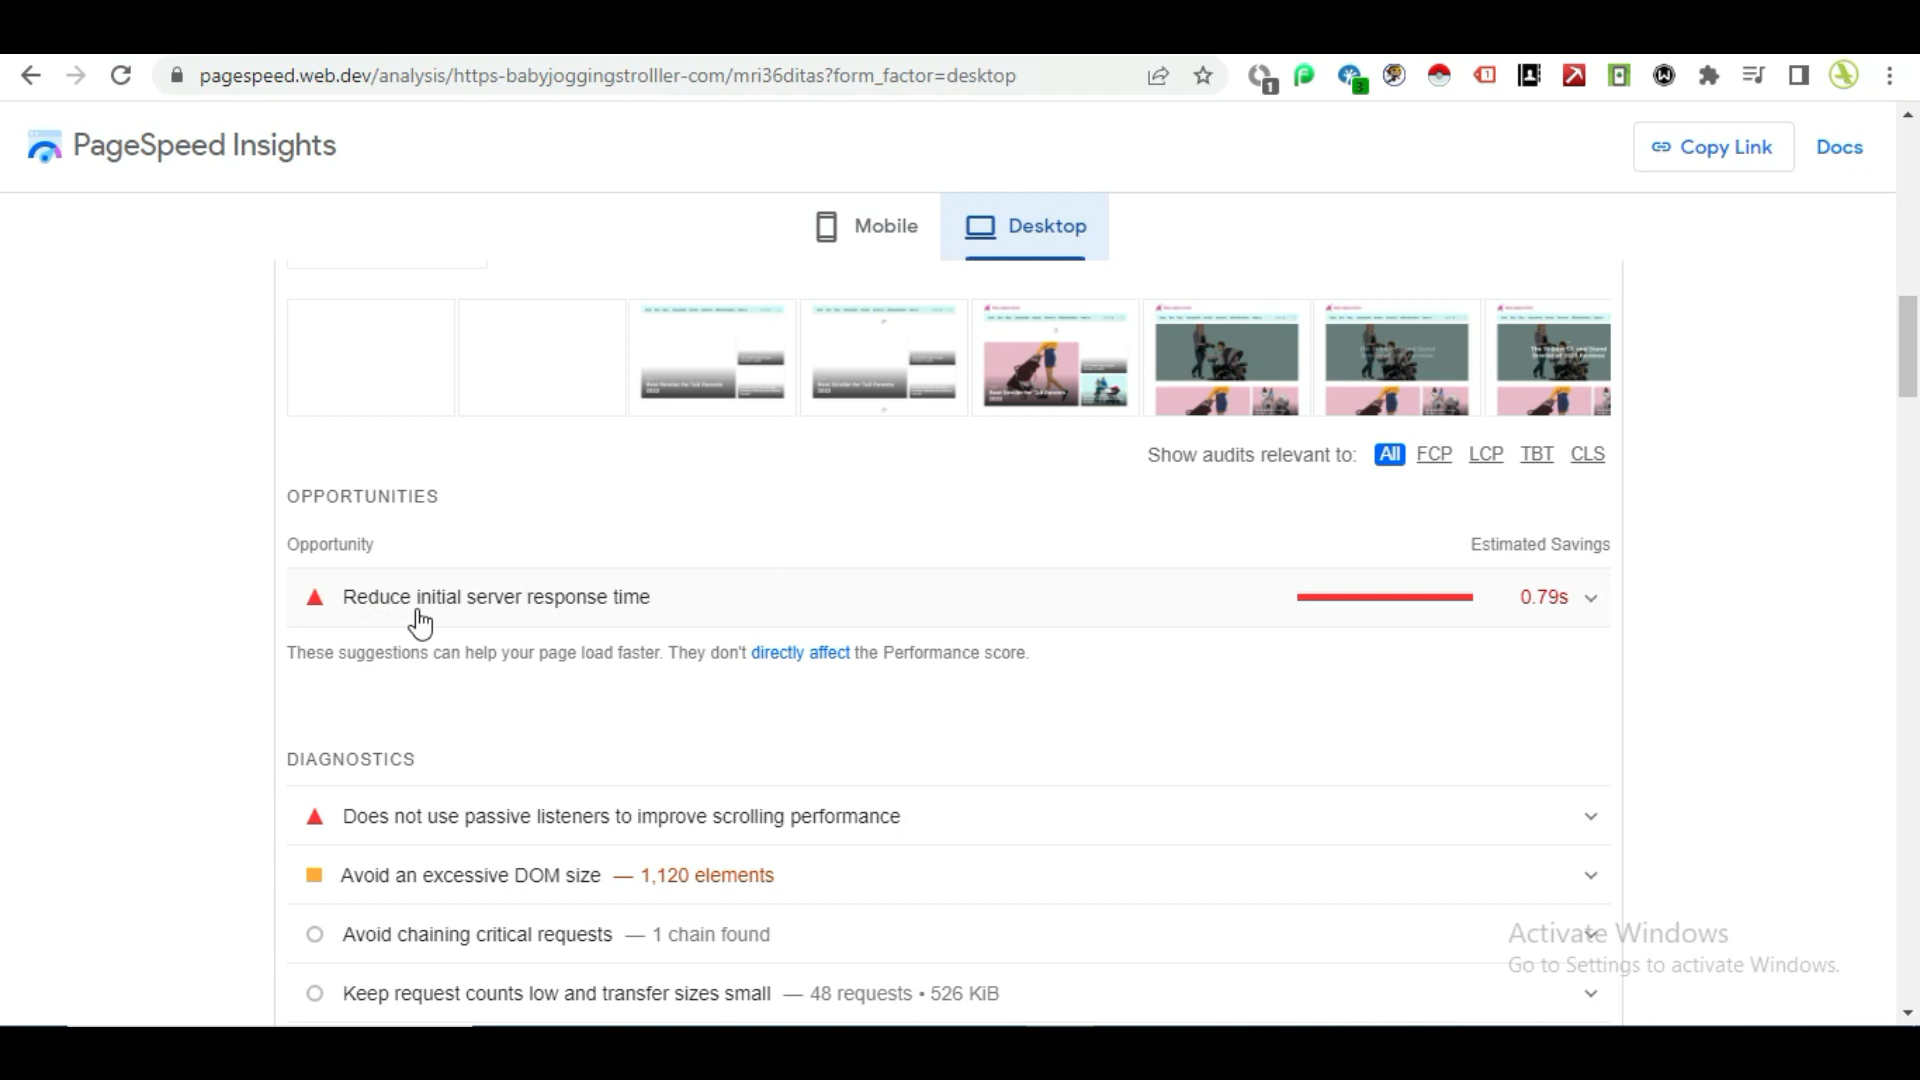 pagespeed.web.dev/analysis/https-babyjoggingstrolller-com/mri36ditas?form_factor=desktop
1
3
1
PageSpeed Insights
Copy Link
Docs
Mobile
Desktop
Show audits relevant to: All FCP LCP TBT CLS
OPPORTUNITIES
Opportunity
Estimated Savings
Reduce initial server response time
0.79s
These suggestions can help your page load faster. They don't directly affect the Performance score.
DIAGNOSTICS
Does not use passive listeners to improve scrolling performance
Avoid an excessive DOM size — 1,120 elements
Avoid chaining critical requests — 1 chain found
Activate Windows
Go to Settings to activate Windows.
Keep request counts low and transfer sizes small — 48 requests • 526 KiB